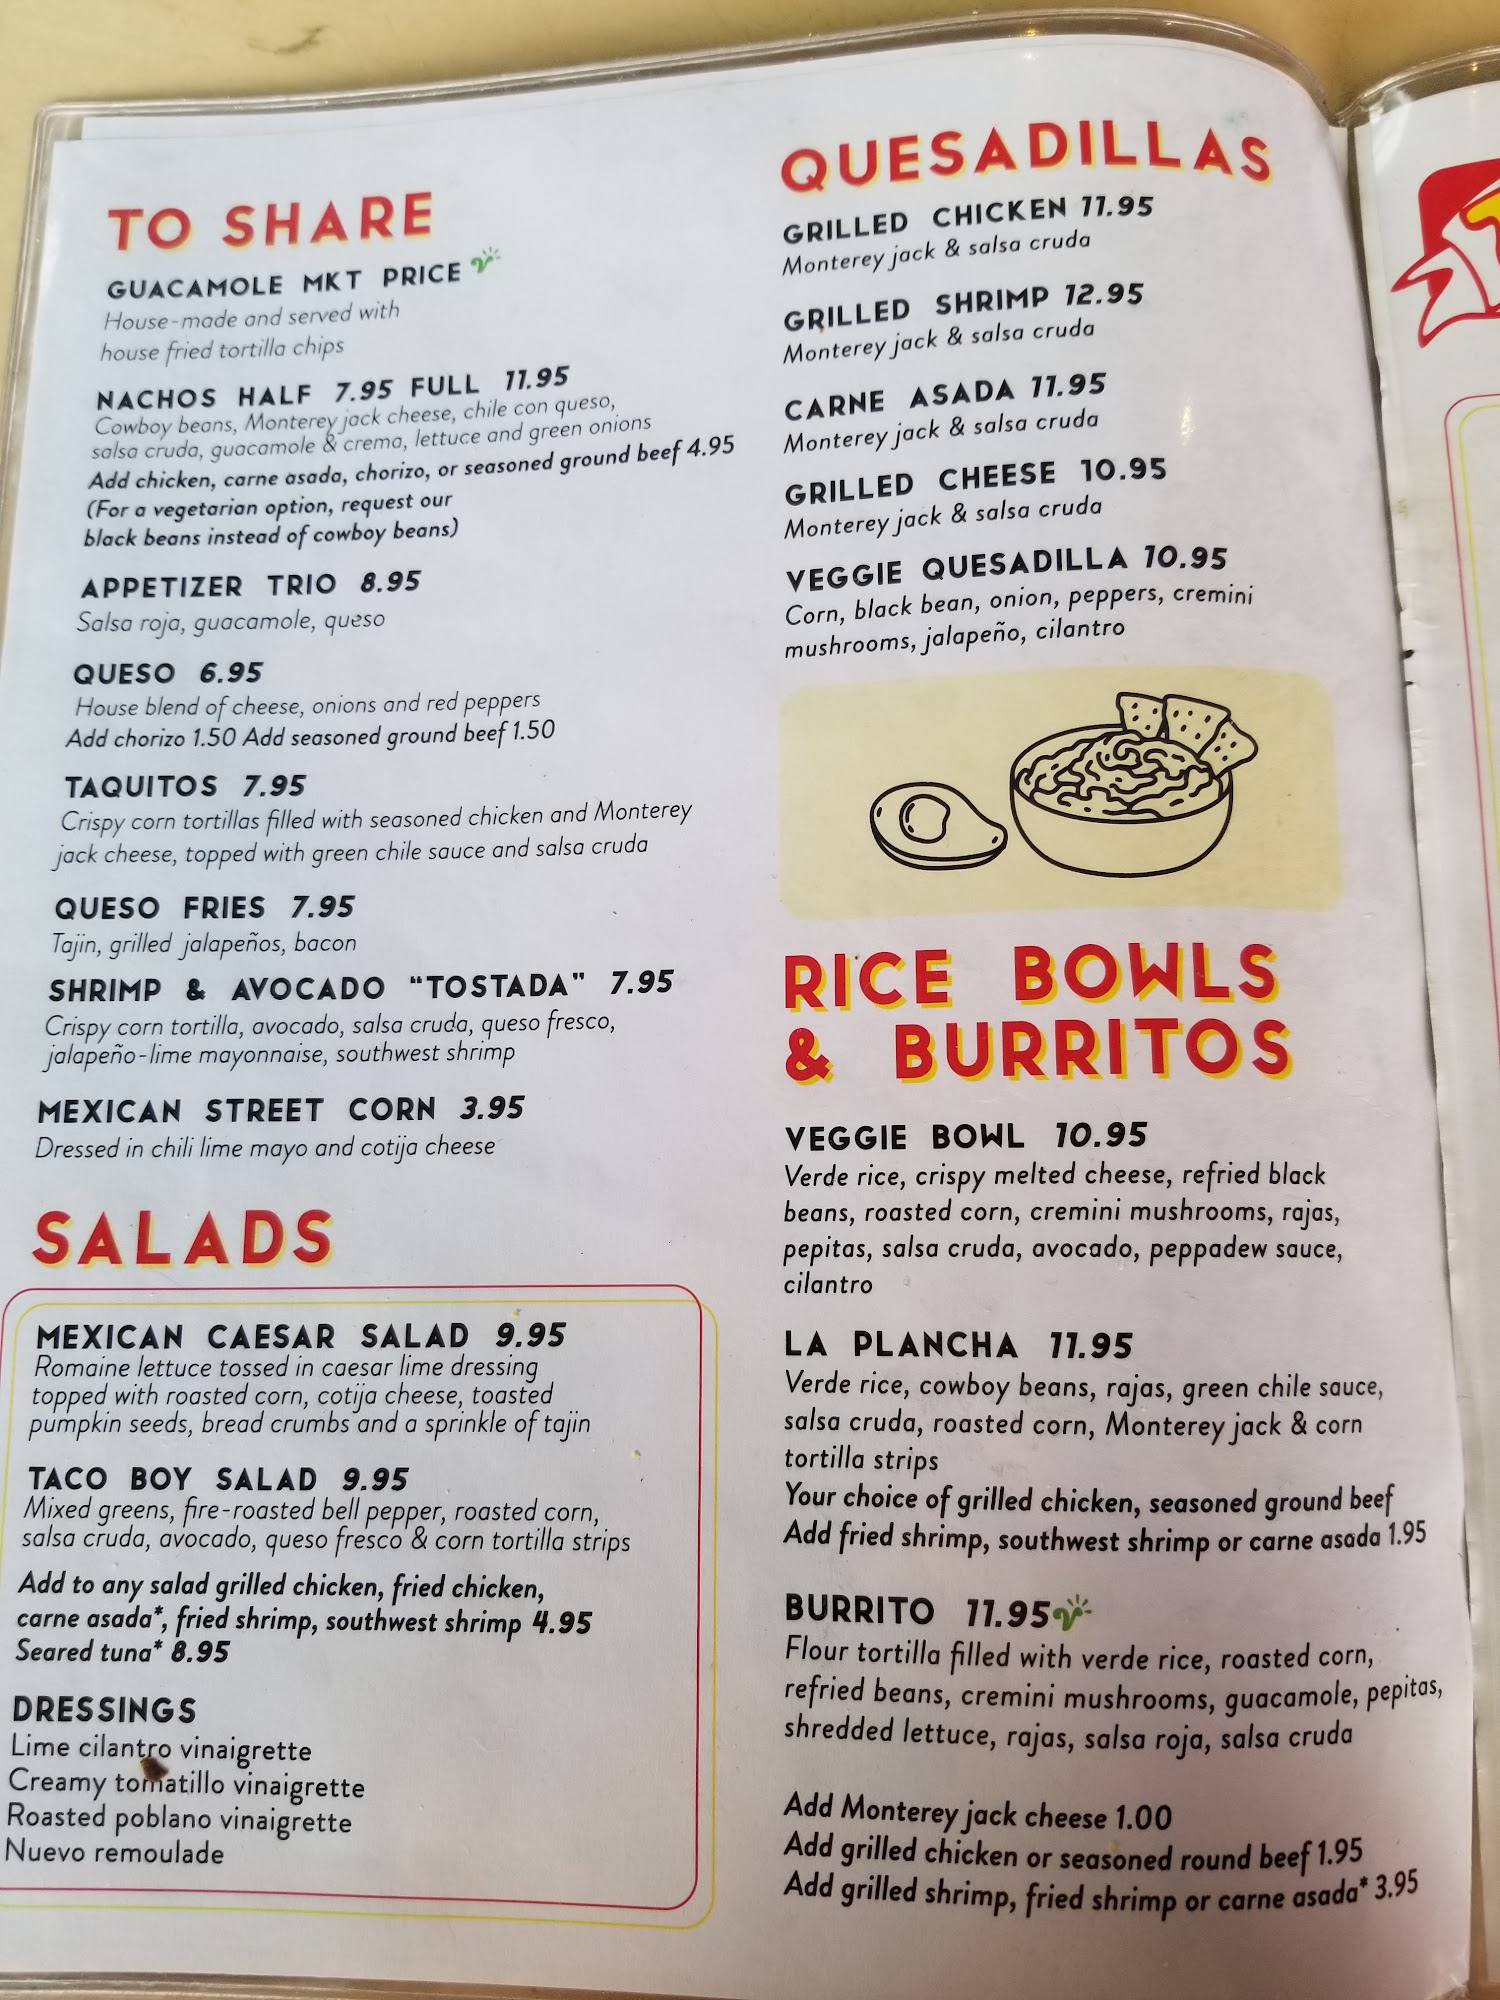 TO SHARE
GUACAMOLE MKT PRICE
House-made and served with
house fried tortilla chips
NACHOS HALF 7.95 FULL 11.95
Cowboy beans, Monterey jack cheese, chile con queso,
salsa cruda, guacamole & crema, lettuce and green onions
Add chicken, carne asada, chorizo, or seasoned ground beef 4.95
(For a vegetarian option, request our
black beans instead of cowboy beans)
APPETIZER TRIO 8.95
Salsa roja, guacamole, queso
QUESO 6.95
House blend of cheese, onions and red peppers
Add chorizo 1.50 Add seasoned ground beef 1.50
TAQUITOS 7.95
Crispy corn tortillas filled with seasoned chicken and Monterey
jack cheese, topped with green chile sauce and salsa cruda
QUESO FRIES 7.95
Tajin, grilled jalapeños, bacon
SHRIMP & AVOCADO “TOSTADA” 7.95
Crispy corn tortilla, avocado, salsa cruda, queso fresco,
jalapeño-lime mayonnaise, southwest shrimp
MEXICAN STREET CORN 3.95
Dressed in chili lime mayo and cotija cheese
SALADS
MEXICAN CAESAR SALAD 9.95
Romaine lettuce tossed in caesar lime dressing
topped with roasted corn, cotija cheese, toasted
pumpkin seeds, bread crumbs and a sprinkle of tajin
TACO BOY SALAD 9.95
Mixed greens, fire-roasted bell pepper, roasted corn,
salsa cruda, avocado, queso fresco & corn tortilla strips
Add to any salad grilled chicken, fried chicken,
carne asada*, fried shrimp, southwest shrimp 4.95
Seared tuna* 8.95
DRESSINGS
Lime cilantro vinaigrette
Creamy tomatillo vinaigrette
Roasted poblano vinaigrette
Nuevo remoulade
QUESADILLAS
GRILLED CHICKEN 11.95
Monterey jack & salsa cruda
GRILLED SHRIMP 12.95
Monterey jack & salsa cruda
CARNE ASADA 11.95
Monterey jack & salsa cruda
GRILLED CHEESE 10.95
Monterey jack & salsa cruda
VEGGIE QUESADILLA 10.95
Corn, black bean, onion, peppers, cremini
mushrooms, jalapeño, cilantro
RICE BOWLS
& BURRITOS
VEGGIE BOWL 10.95
Verde rice, crispy melted cheese, refried black
beans, roasted corn, cremini mushrooms, rajas,
pepitas, salsa cruda, avocado, peppadew sauce,
cilantro
LA PLANCHA 11.95
Verde rice, cowboy beans, rajas, green chile sauce,
salsa cruda, roasted corn, Monterey jack & corn
tortilla strips
Your choice of grilled chicken, seasoned ground beef
Add fried shrimp, southwest shrimp or carne asada 1.95
BURRITO 11.95
Flour tortilla filled with verde rice, roasted corn,
refried beans, cremini mushrooms, guacamole, pepitas,
shredded lettuce, rajas, salsa roja, salsa cruda
Add Monterey jack cheese 1.00
Add grilled chicken or seasoned round beef 1.95
Add grilled shrimp, fried shrimp or carne asada* 3.95